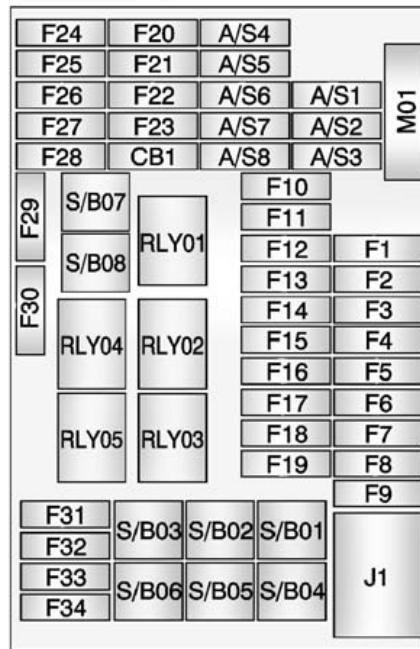 F24 F20 A/S4
F25 F21 A/S5
F26 F22 A/S6 A/S1
F27 F23 A/S7 A/S2
F28 CB1 A/S8 A/S3
M01
F29
S/B07
RLY01
F10
F11
S/B08
F12 F1
F30
F13 F2
F14 F3
RLY04 RLY02
F15 F4
F16 F5
F17 F6
RLY05 RLY03
F18 F7
F19 F8
F9
F31
S/B03 S/B02 S/B01
F32
F33
S/B06 S/B05 S/B04
F34
J1